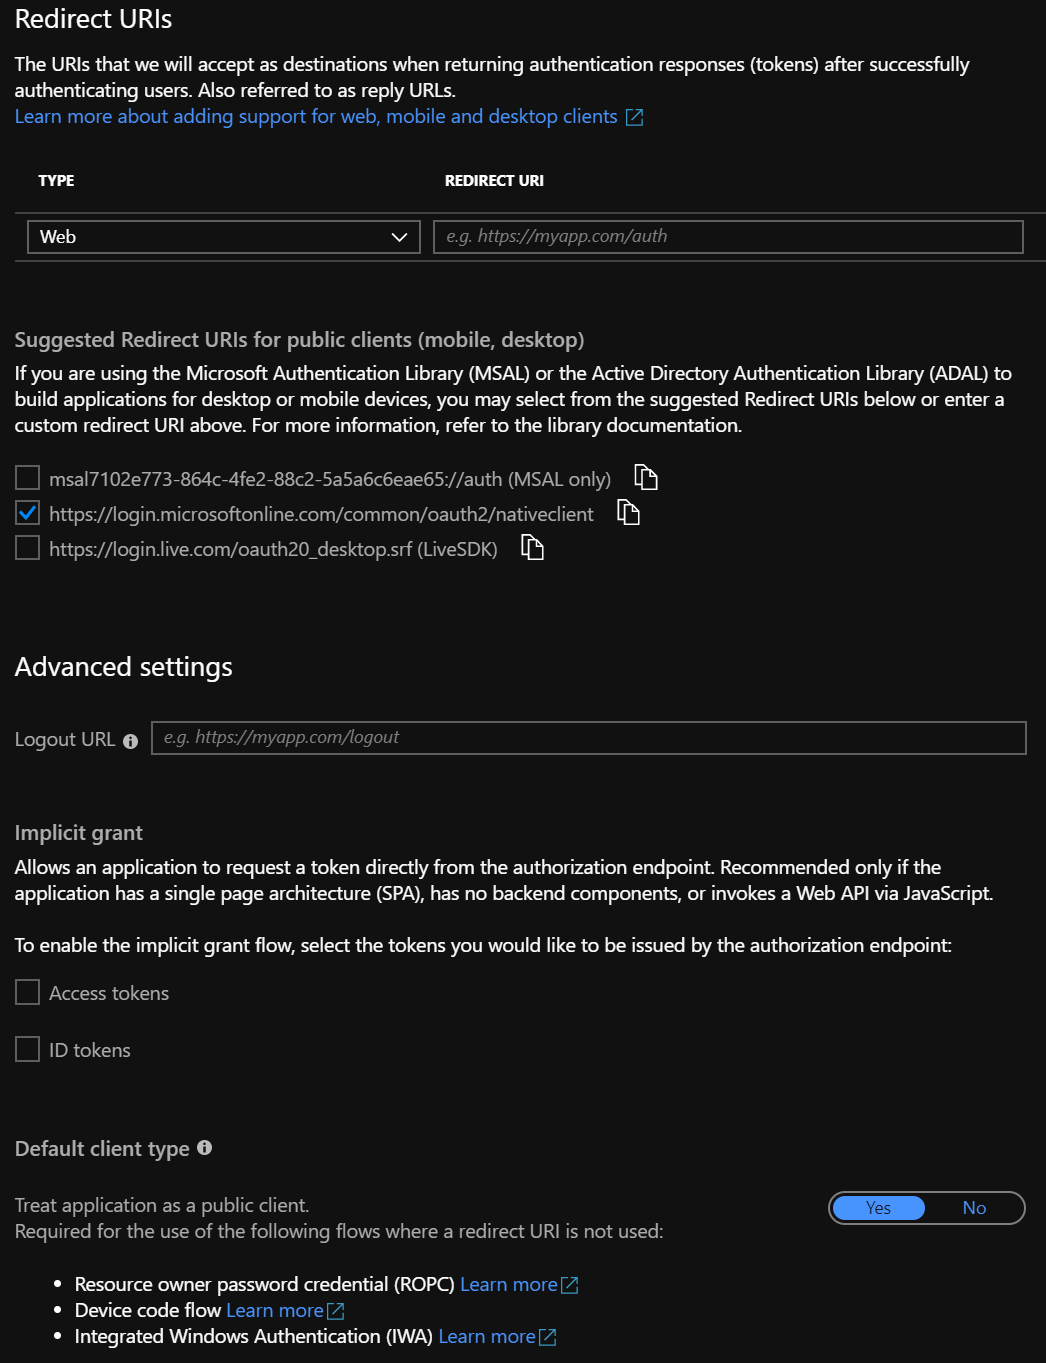 Redirect URIs
The URIs that we will accept as destinations when returning authentication responses (tokens) after successfully
authenticating users. Also referred to as reply URLs.
Learn more about adding support for web, mobile and desktop clients
TYPE REDIRECT URI
Web e.g. https://myapp.com/auth
Suggested Redirect URIs for public clients (mobile, desktop)
If you are using the Microsoft Authentication Library (MSAL) or the Active Directory Authentication Library (ADAL) to
build applications for desktop or mobile devices, you may select from the suggested Redirect URIs below or enter a
custom redirect URI above. For more information, refer to the library documentation.
msal7102e773-864c-4fe2-88c2-5a5a6c6eae65://auth (MSAL only)
https://login.microsoftonline.com/common/oauth2/nativeclient
https://login.live.com/oauth20_desktop.srf (LiveSDK)
Advanced settings
Logout URL e.g. https://myapp.com/logout
Implicit grant
Allows an application to request a token directly from the authorization endpoint. Recommended only if the
application has a single page architecture (SPA), has no backend components, or invokes a Web API via JavaScript.
To enable the implicit grant flow, select the tokens you would like to be issued by the authorization endpoint:
Access tokens
ID tokens
Default client type
Treat application as a public client. Yes No
Required for the use of the following flows where a redirect URI is not used:
• Resource owner password credential (ROPC) Learn more
• Device code flow Learn more
• Integrated Windows Authentication (IWA) Learn more